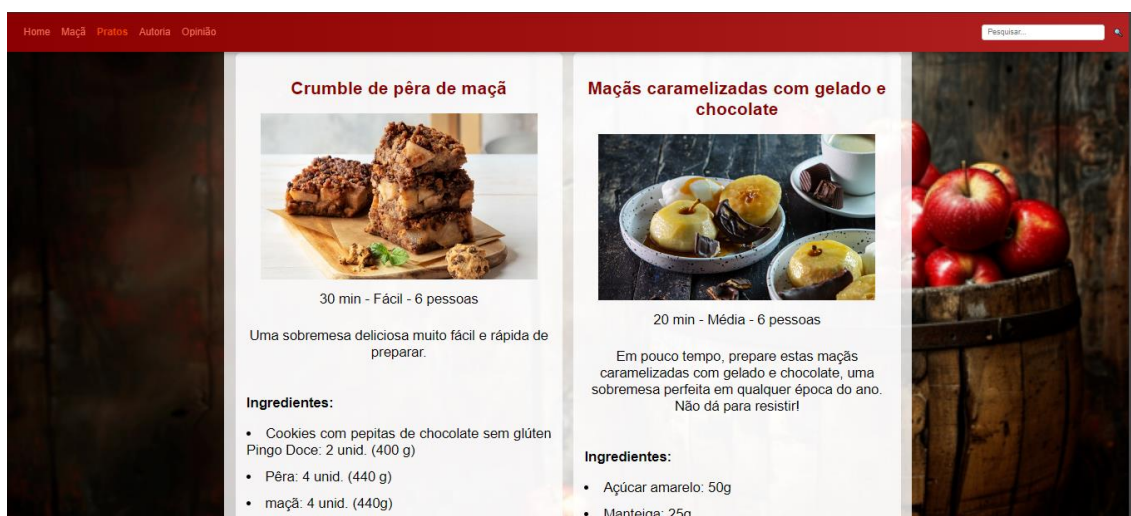 Home Maçã Pratos Autoria Opinião
Pesquisar...
Crumble de pêra de maçã
30 min - Fácil - 6 pessoas
Uma sobremesa deliciosa muito fácil e rápida de
preparar.
Ingredientes:
• Cookies com pepitas de chocolate sem glúten
Pingo Doce: 2 unid. (400 g)
• Pêra: 4 unid. (440 g)
• maçã: 4 unid. (440g)
Maçãs caramelizadas com gelado e
chocolate
20 min - Média - 6 pessoas
Em pouco tempo, prepare estas maçãs
caramelizadas com gelado e chocolate, uma
sobremesa perfeita em qualquer época do ano.
Não dá para resistir!
Ingredientes:
• Açúcar amarelo: 50g
• Manteiga: 25g